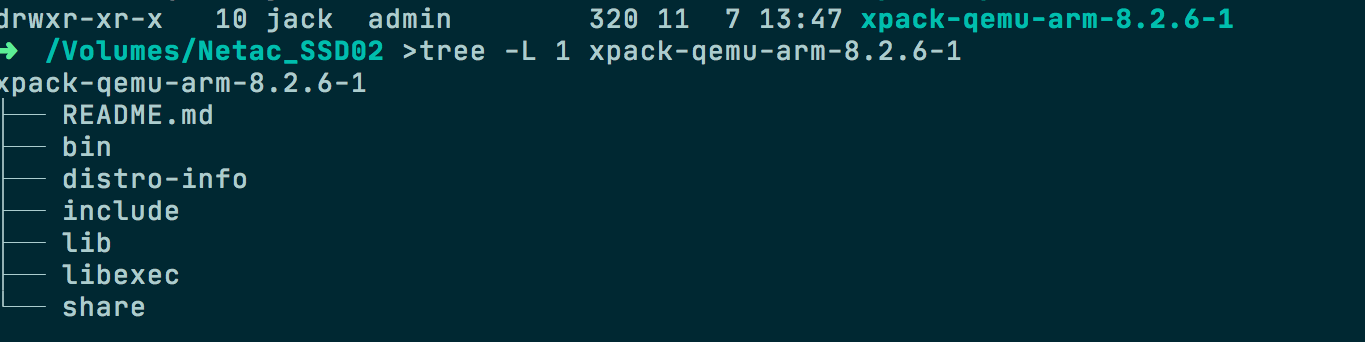 drwxr-xr-x   10 jack  admin        320 11  7 13:47 xpack-qemu-arm-8.2.6-1
➜  /Volumes/Netac_SSD02 >tree -L 1 xpack-qemu-arm-8.2.6-1
xpack-qemu-arm-8.2.6-1
├── README.md
├── bin
├── distro-info
├── include
├── lib
├── libexec
└── share